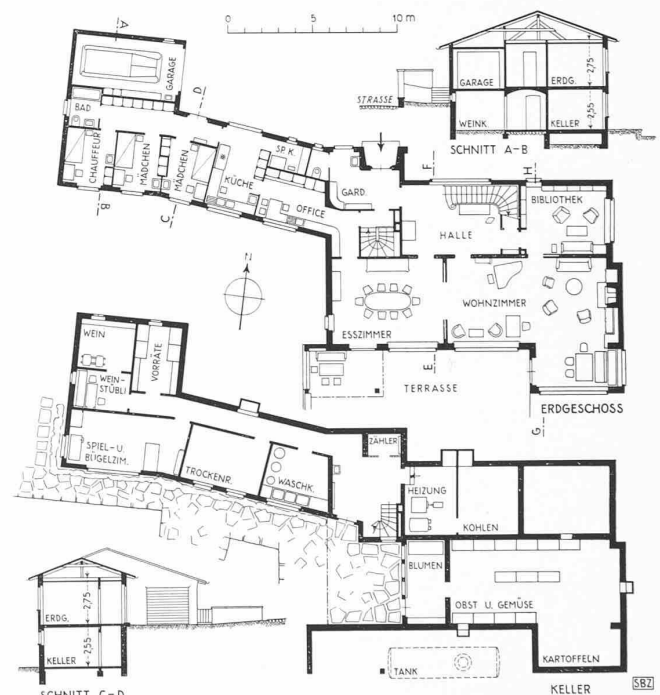 0 5 10 m
A
GARAGE
D
BAD
CHAUFFEUR
MÄDCHEN
MÄDCHEN
KÜCHE
SP.K.
OFFICE
GARD.
B
C
STRASSE
GARAGE ERDG. 2,75
WEINK. KELLER 2,55
SCHNITT A-B
F
H
BIBLIOTHEK
HALLE
N
WOHNZIMMER
ESSZIMMER
E
TERRASSE
G
ERDGESCHOSS
WEIN
VORRÄTE
WEIN-
STÜBLI
SPIEL- U.
BÜGELZIM.
TROCKENR.
WASCHK.
ZÄHLER
HEIZUNG
KOHLEN
BLUMEN
OBST U. GEMÜSE
KARTOFFELN
TANK
KELLER
SBZ
ERDG. 2,75
KELLER 2,55
SCHNITT C-D